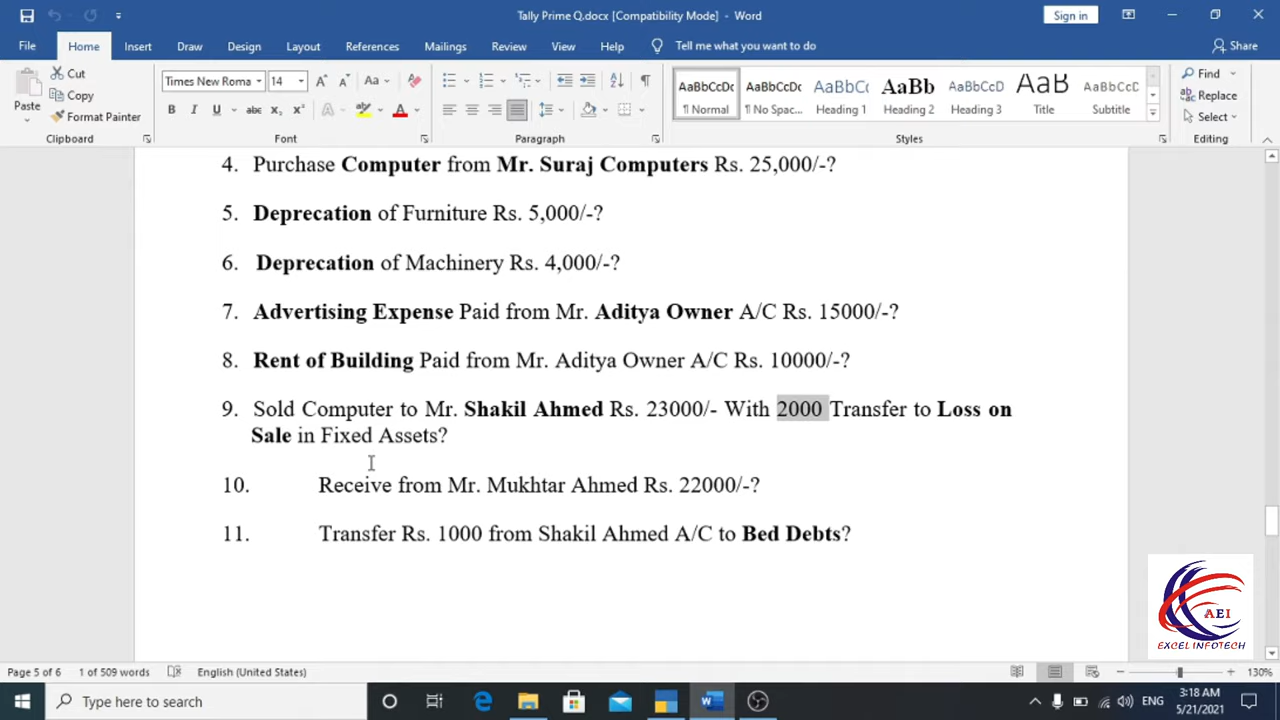 Tally Prime Q.docx [Compatibility Mode] - Word
Sign in
File Home Insert Draw Design Layout References Mailings Review View Help Tell me what you want to do Share
Paste Cut Copy Format Painter Clipboard
Times New Roma 14 Aa Font
Paragraph
AaBbCcDc AaBbCcDc AaBbCc AaBb AaBbCcD AaB AaBbCcD
¶ Normal ¶ No Spac... Heading 1 Heading 2 Heading 3 Title Subtitle
Styles
Find Replace Select Editing
4. Purchase Computer from Mr. Suraj Computers Rs. 25,000/-?
5. Deprecation of Furniture Rs. 5,000/-?
6. Deprecation of Machinery Rs. 4,000/-?
7. Advertising Expense Paid from Mr. Aditya Owner A/C Rs. 15000/-?
8. Rent of Building Paid from Mr. Aditya Owner A/C Rs. 10000/-?
9. Sold Computer to Mr. Shakil Ahmed Rs. 23000/- With 2000 Transfer to Loss on
Sale in Fixed Assets?
10. Receive from Mr. Mukhtar Ahmed Rs. 22000/-?
11. Transfer Rs. 1000 from Shakil Ahmed A/C to Bed Debts?
AEI
EXCEL INFOTECH
Page 5 of 6 1 of 509 words English (United States) 130%
Type here to search
ENG
3:18 AM
5/21/2021